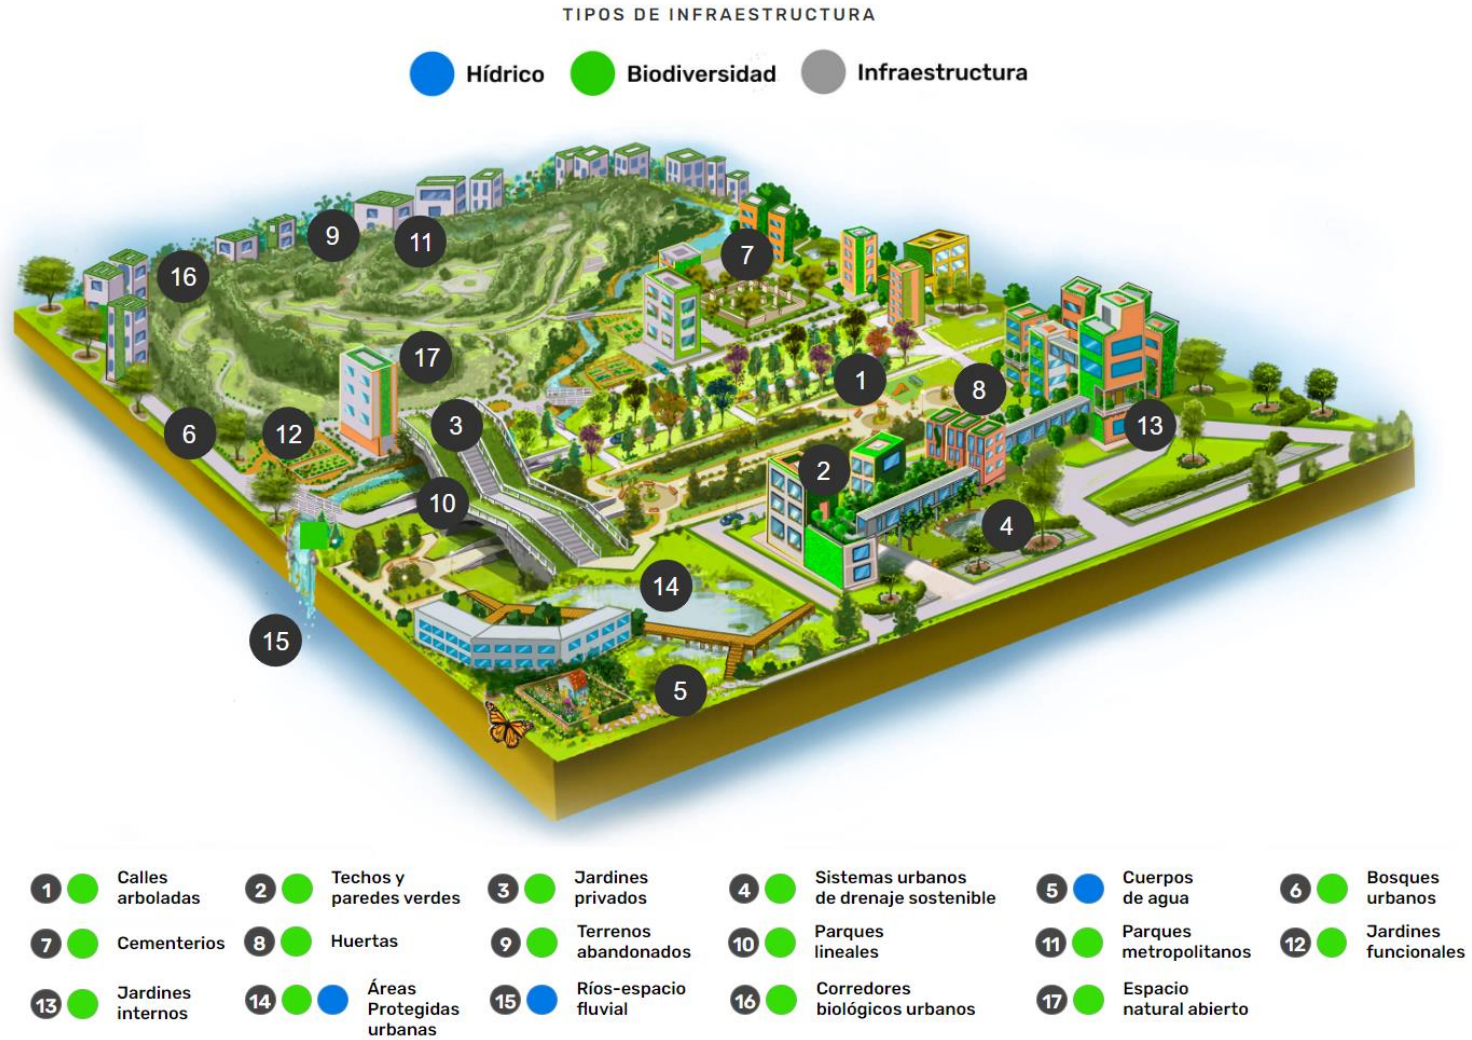 TIPOS DE INFRAESTRUCTURA
Hídrico
Biodiversidad
Infraestructura
9
11
7
16
17
1
8
6
12
3
13
2
10
4
14
15
5
1
Calles
arboladas
2
Techos y
paredes verdes
3
Jardines
privados
4
Sistemas urbanos
de drenaje sostenible
5
Cuerpos
de agua
6
Bosques
urbanos
7
Cementerios
8
Huertas
9
Terrenos
abandonados
10
Parques
lineales
11
Parques
metropolitanos
12
Jardines
funcionales
13
Jardines
internos
14
Áreas
Protegidas
urbanas
15
Ríos-espacio
fluvial
16
Corredores
biológicos urbanos
17
Espacio
natural abierto